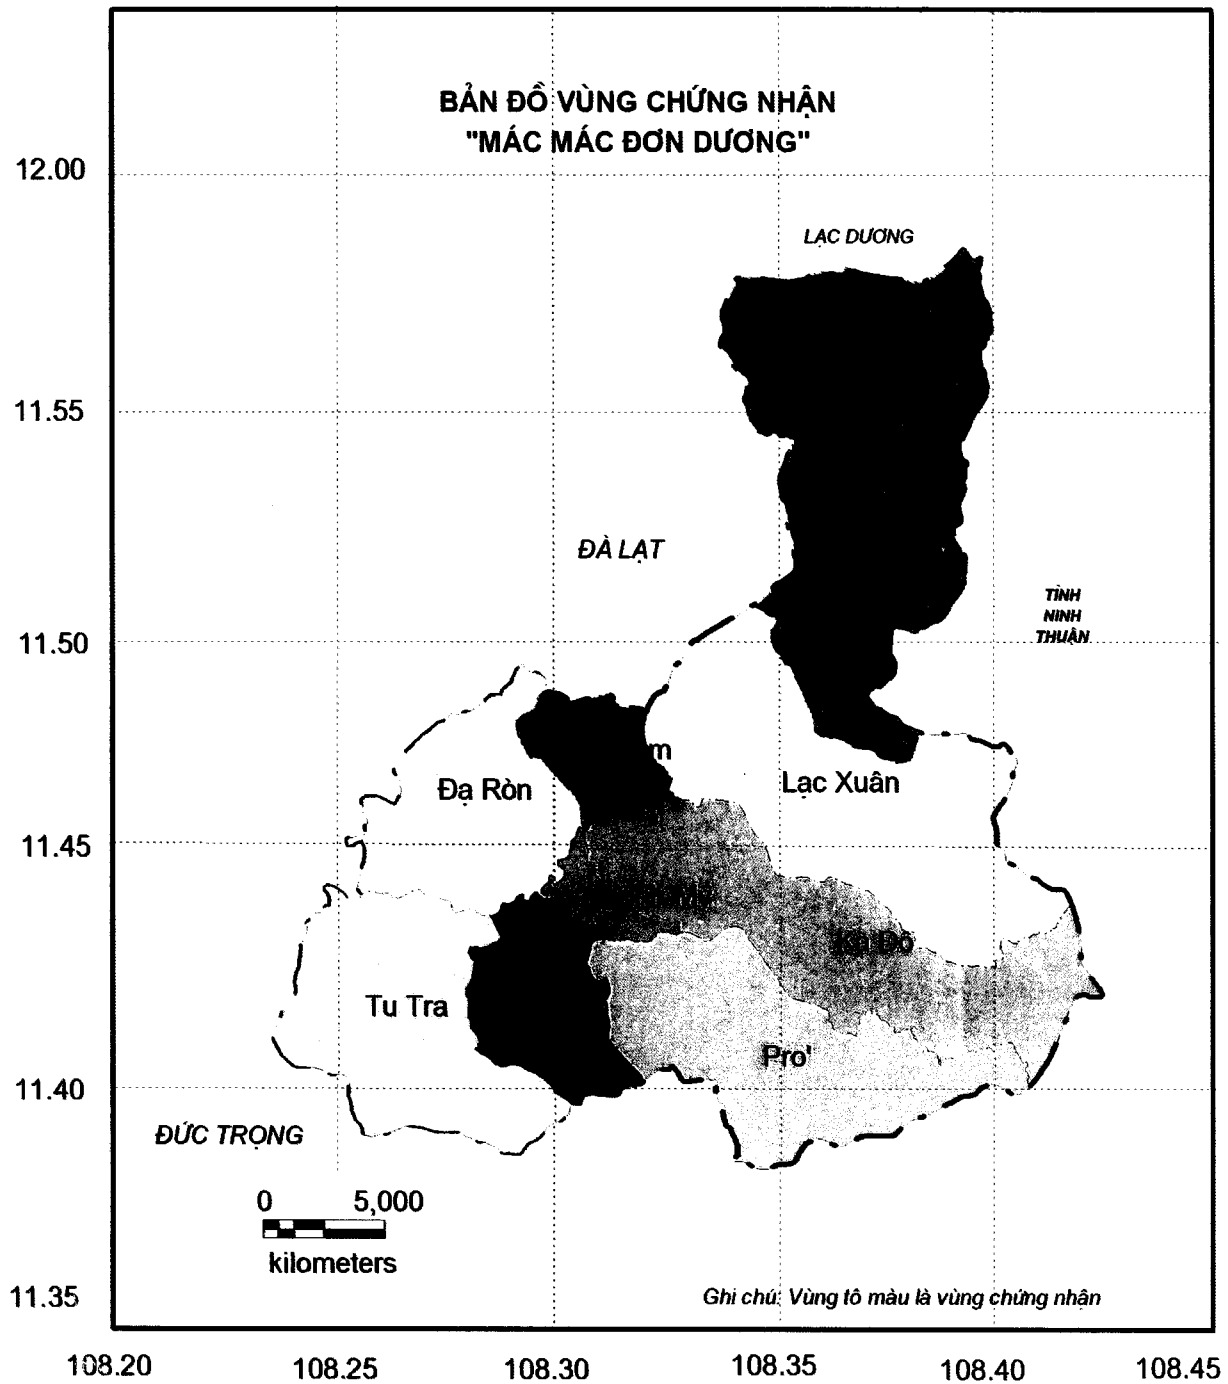 BẢN ĐỒ VÙNG CHỨNG NHẬN
"MÁC MÁC ĐƠN DƯƠNG"
12.00
LẠC DƯƠNG
11.55
ĐÀ LẠT
TỈNH
NINH
THUẬN
11.50
Đạ Ròn
Lạc Xuân
11.45
Ka Đô
Tu Tra
Pro'
11.40
ĐỨC TRỌNG
0 5,000
kilometers
11.35
Ghi chú: Vùng tô màu là vùng chứng nhân
108.20 108.25 108.30 108.35 108.40 108.45